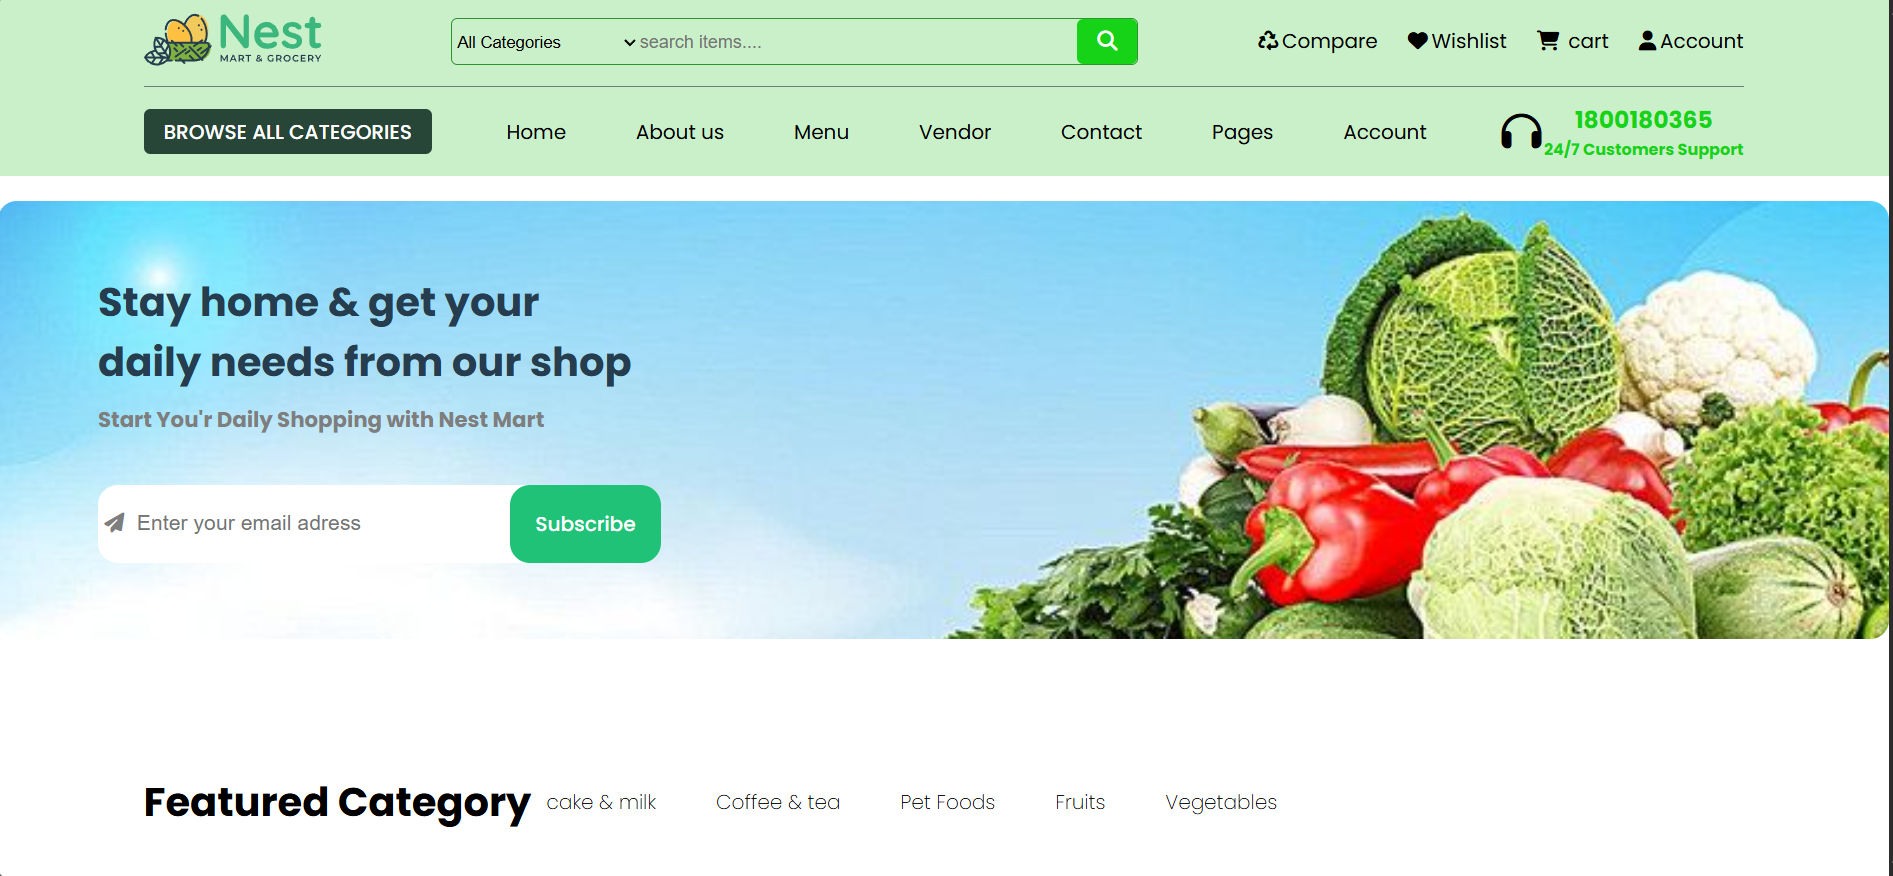 Nest
MART & GROCERY
All Categories search items....
Compare Wishlist cart Account
BROWSE ALL CATEGORIES Home About us Menu Vendor Contact Pages Account
1800180365
24/7 Customers Support
Stay home & get your
daily needs from our shop
Start You'r Daily Shopping with Nest Mart
Enter your email adress Subscribe
Featured Category cake & milk Coffee & tea Pet Foods Fruits Vegetables